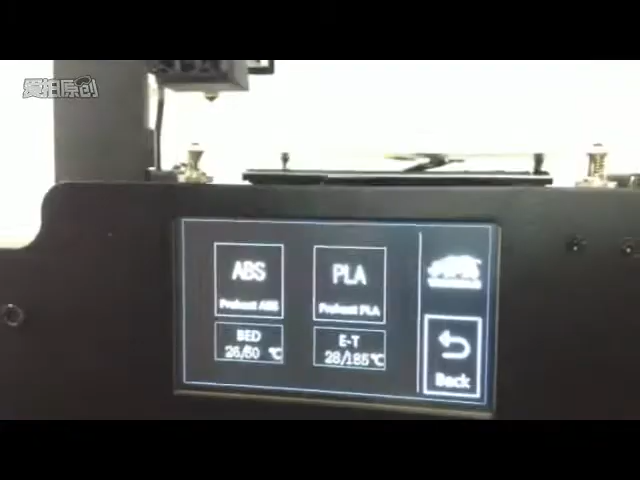 爱拍原创
ABS
Preheat ABS
PLA
Preheat PLA
BED
26/60 ℃
E-T
28/185℃
Back